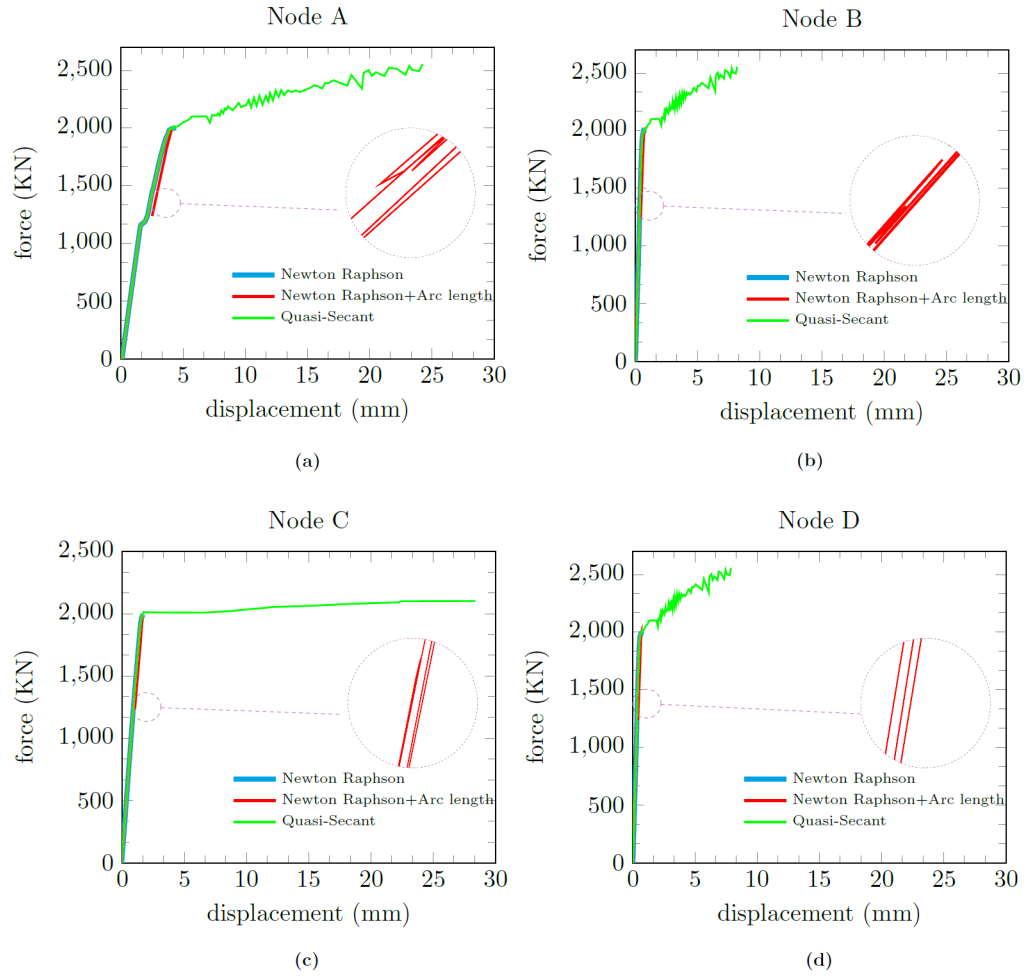 Node A
2,500
2,000
1,500
1,000
500
0
0 5 10 15 20 25 30
force (KN)
displacement (mm)
Newton Raphson
Newton Raphson+Arc length
Quasi-Secant
(a)
Node B
2,500
2,000
1,500
1,000
500
0
0 5 10 15 20 25 30
force (KN)
displacement (mm)
Newton Raphson
Newton Raphson+Arc length
Quasi-Secant
(b)
Node C
2,500
2,000
1,500
1,000
500
0
0 5 10 15 20 25 30
force (KN)
displacement (mm)
Newton Raphson
Newton Raphson+Arc length
Quasi-Secant
(c)
Node D
2,500
2,000
1,500
1,000
500
0
0 5 10 15 20 25 30
force (KN)
displacement (mm)
Newton Raphson
Newton Raphson+Arc length
Quasi-Secant
(d)